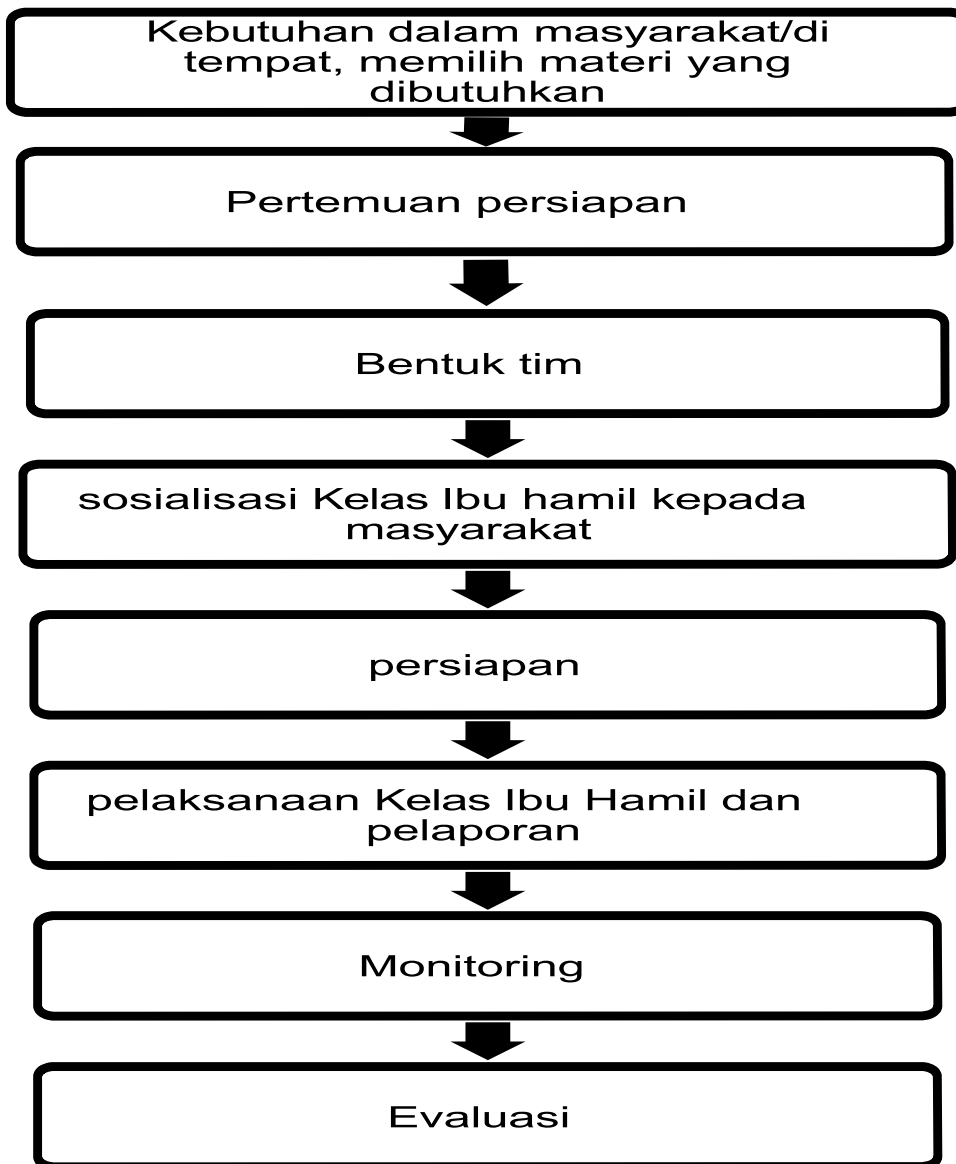 Kebutuhan dalam masyarakat/di
tempat, memilih materi yang
dibutuhkan
Pertemuan persiapan
Bentuk tim
sosialisasi Kelas Ibu hamil kepada
masyarakat
persiapan
pelaksanaan Kelas Ibu Hamil dan
pelaporan
Monitoring
Evaluasi